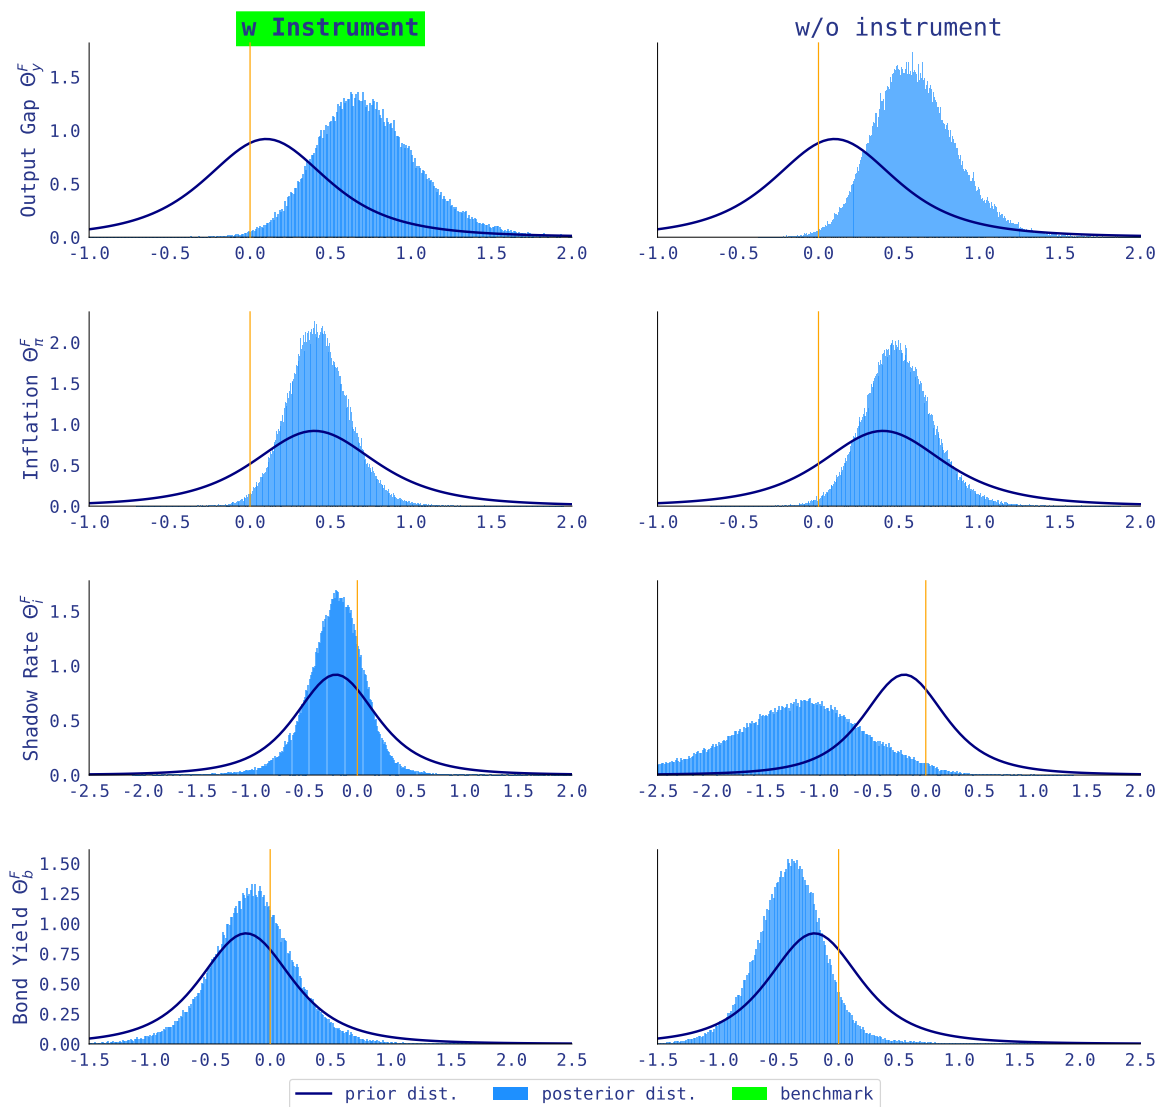 w Instrument
w/o instrument
Output Gap Θ_y^F
1.5
1.0
0.5
0.0
-1.0 -0.5 0.0 0.5 1.0 1.5 2.0
-1.0 -0.5 0.0 0.5 1.0 1.5 2.0
Inflation Θ_π^F
2.0
1.5
1.0
0.5
0.0
-1.0 -0.5 0.0 0.5 1.0 1.5 2.0
-1.0 -0.5 0.0 0.5 1.0 1.5 2.0
Shadow Rate Θ_i^F
1.5
1.0
0.5
0.0
-2.5 -2.0 -1.5 -1.0 -0.5 0.0 0.5 1.0 1.5 2.0
-2.5 -2.0 -1.5 -1.0 -0.5 0.0 0.5 1.0 1.5 2.0
Bond Yield Θ_b^F
1.50
1.25
1.00
0.75
0.50
0.25
0.00
-1.5 -1.0 -0.5 0.0 0.5 1.0 1.5 2.0 2.5
-1.5 -1.0 -0.5 0.0 0.5 1.0 1.5 2.0 2.5
prior dist. posterior dist. benchmark